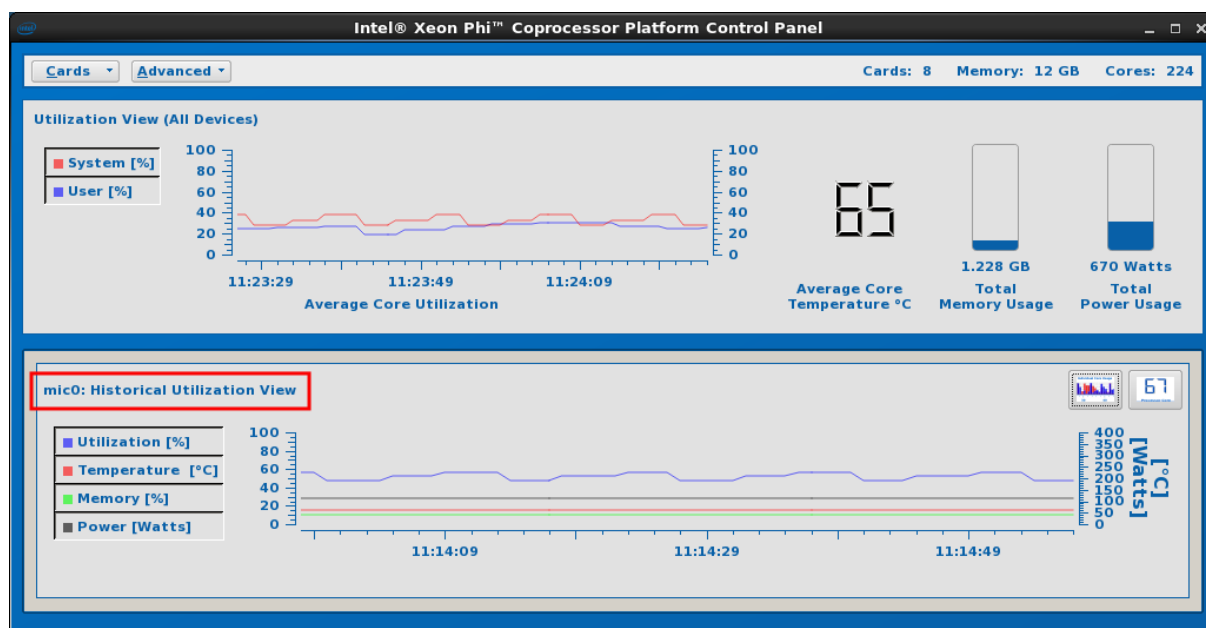 Intel® Xeon Phi™ Coprocessor Platform Control Panel
Cards Advanced Cards: 8 Memory: 12 GB Cores: 224
Utilization View (All Devices)
System [%]
User [%]
100
80
60
40
20
0
100
80
60
40
20
0
11:23:29 11:23:49 11:24:09
Average Core Utilization
65
Average Core
Temperature °C
1.228 GB
Total
Memory Usage
670 Watts
Total
Power Usage
mic0: Historical Utilization View
67
Utilization [%]
Temperature [°C]
Memory [%]
Power [Watts]
100
80
60
40
20
0
400
350
300
250
200
150
100
50
0
[°C]
[Watts]
11:14:09 11:14:29 11:14:49